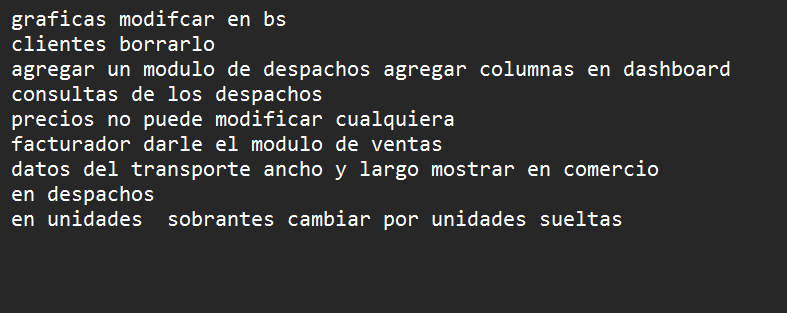 graficas modifcar en bs
clientes borrarlo
agregar un modulo de despachos agregar columnas en dashboard
consultas de los despachos
precios no puede modificar cualquiera
facturador darle el modulo de ventas
datos del transporte ancho y largo mostrar en comercio
en despachos
en unidades  sobrantes cambiar por unidades sueltas